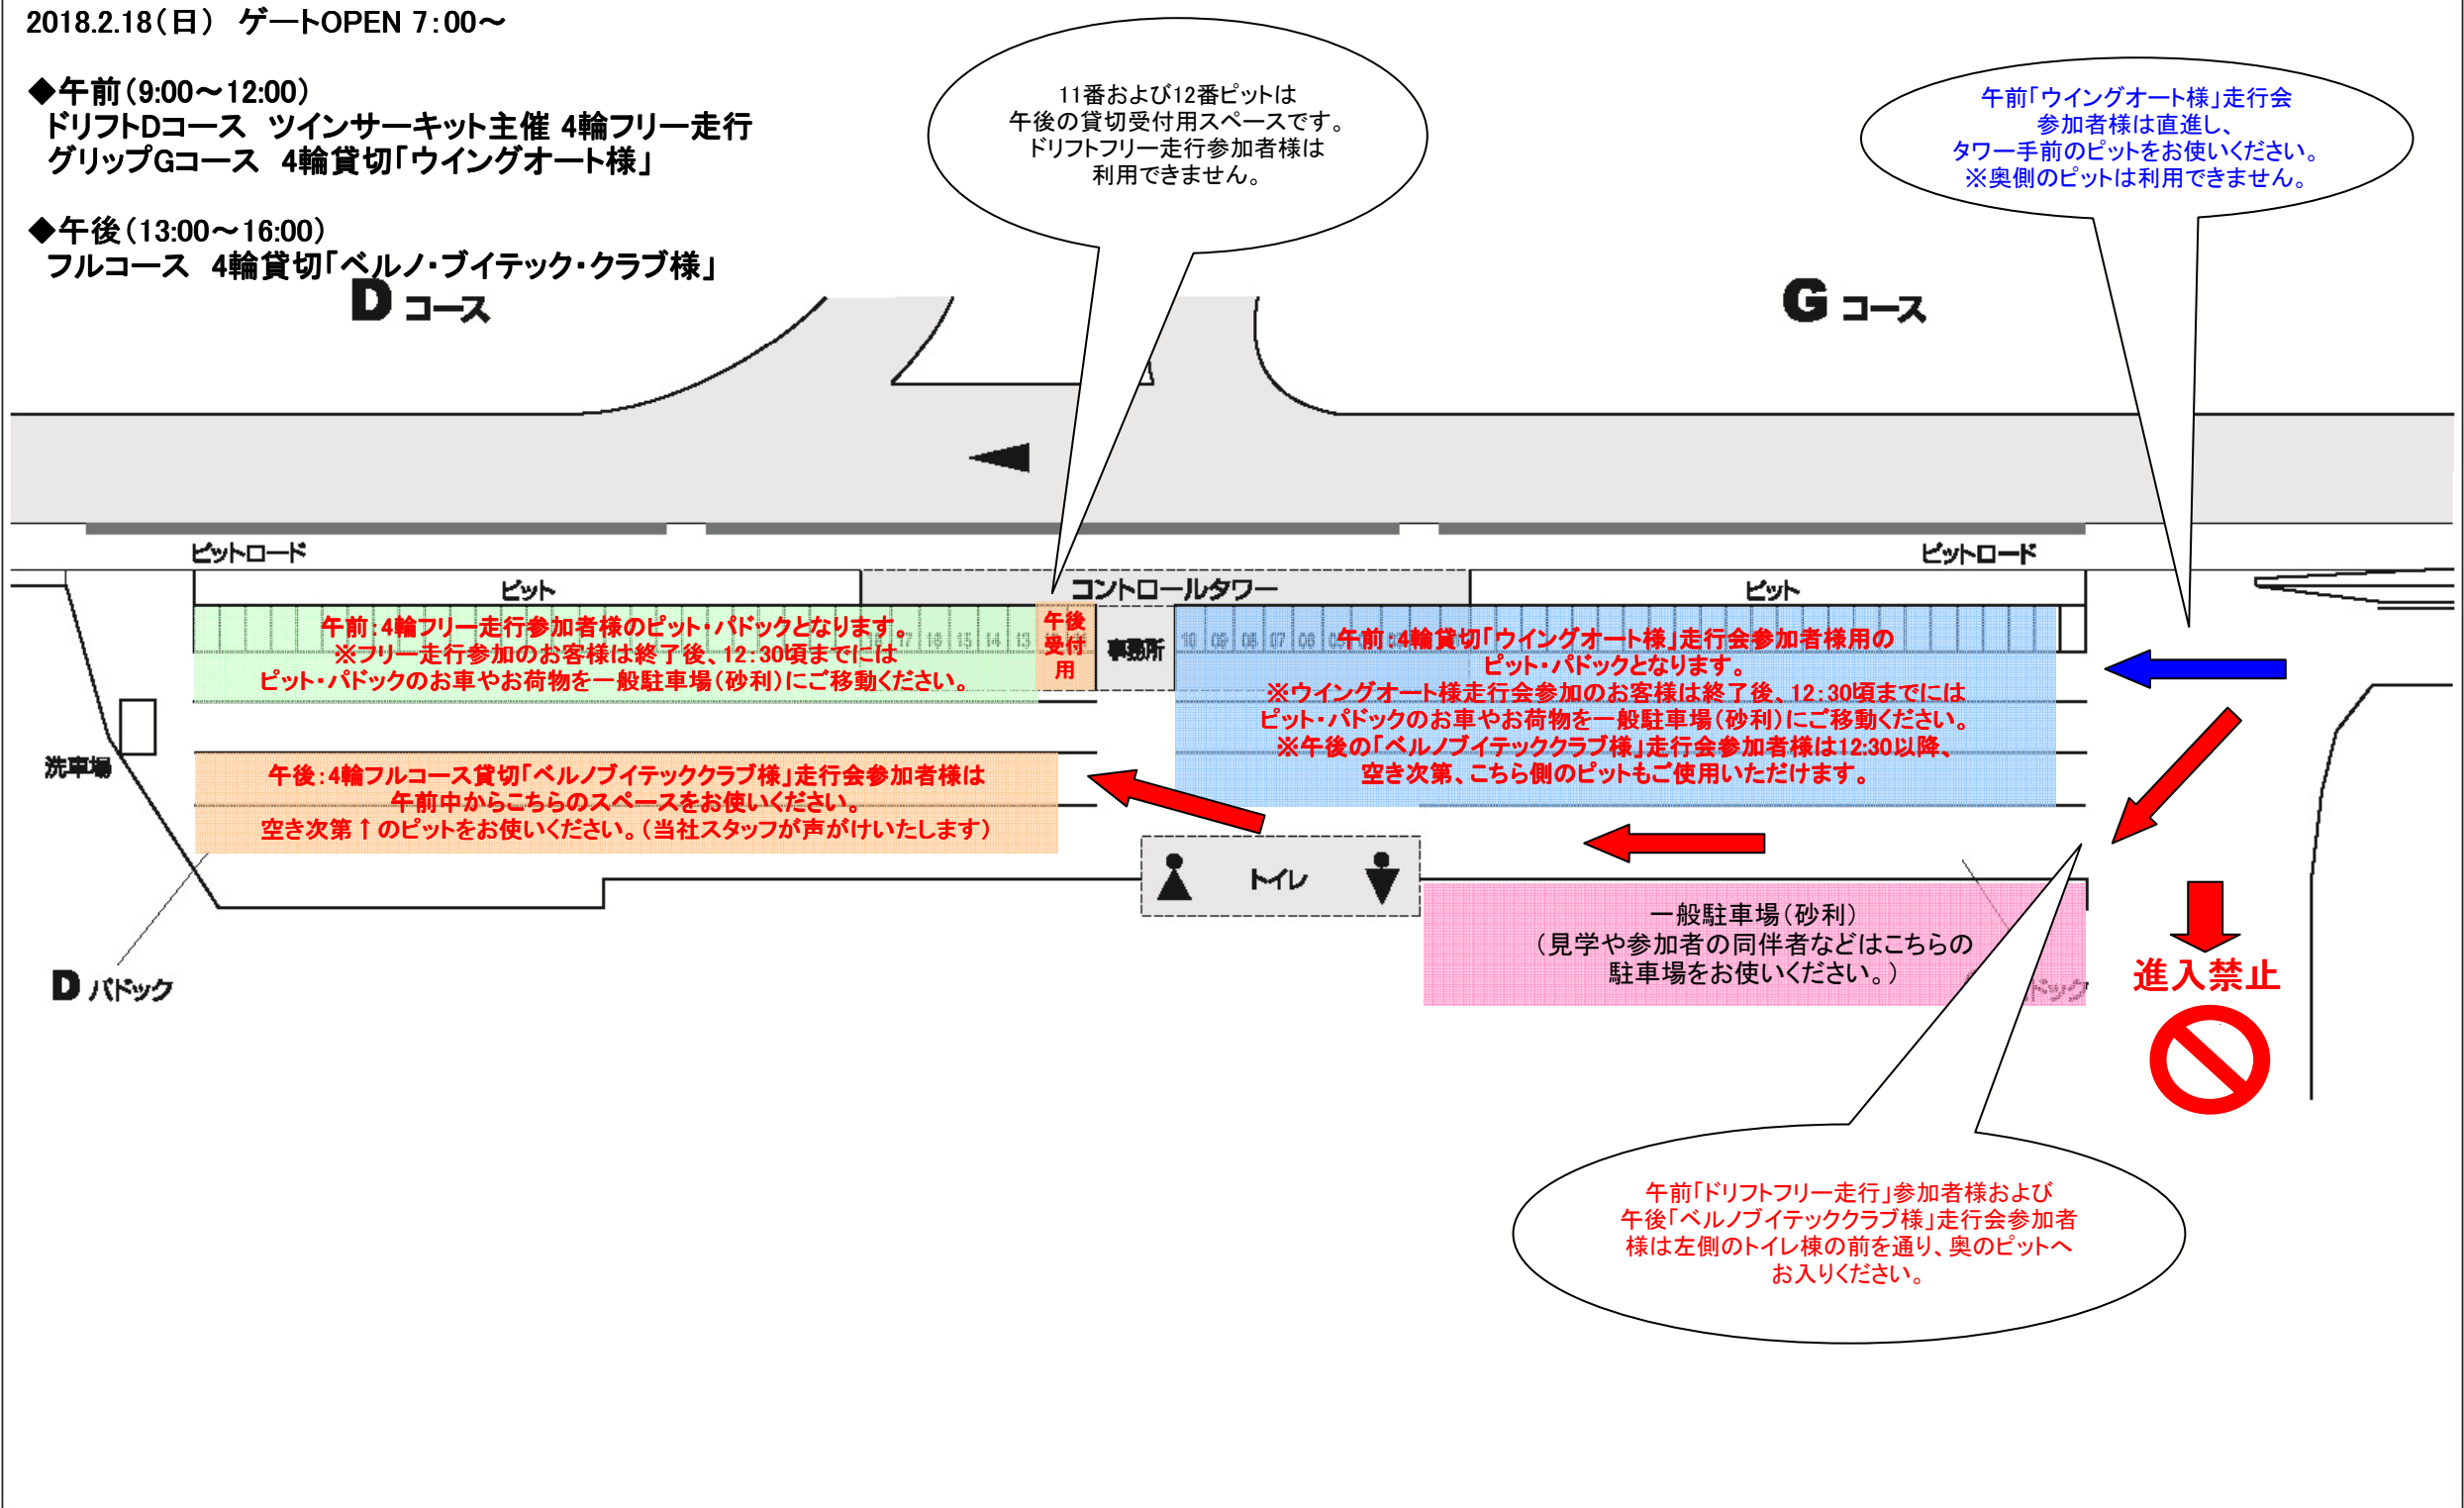 2018.2.18(日) ゲートOPEN 7:00～
◆午前(9:00～12:00)
ドリフトDコース ツインサーキット主催 4輪フリー走行
グリップGコース 4輪貸切「ウイングオート様」
◆午後(13:00～16:00)
フルコース 4輪貸切「ベルノ・ブイテック・クラブ様」
11番および12番ピットは
午後の貸切受付用スペースです。
ドリフトフリー走行参加者様は
利用できません。
午前「ウイングオート様」走行会
参加者様は直進し、
タワー手前のピットをお使いください。
※奥側のピットは利用できません。
D コース
G コース
ピットロード
ピットロード
ピット
コントロールタワー
ピット
午前:4輪フリー走行参加者様のピット・パドックとなります。
※フリー走行参加のお客様は終了後、12:30頃までには
ピット・パドックのお車やお荷物を一般駐車場(砂利)にご移動ください。
17 16 15 14 13
午後
受付
用
事務所
10 09 08 07 06
午前:4輪貸切「ウイングオート様」走行会参加者様用の
ピット・パドックとなります。
※ウイングオート様走行会参加のお客様は終了後、12:30頃までには
ピット・パドックのお車やお荷物を一般駐車場(砂利)にご移動ください。
※午後の「ベルノブイテッククラブ様」走行会参加者様は12:30以降、
空き次第、こちら側のピットもご使用いただけます。
洗車場
午後:4輪フルコース貸切「ベルノブイテッククラブ様」走行会参加者様は
午前中からこちらのスペースをお使いください。
空き次第↑のピットをお使いください。(当社スタッフが声がけいたします)
トイレ
一般駐車場(砂利)
(見学や参加者の同伴者などはこちらの
駐車場をお使いください。)
D パドック
進入禁止
午前「ドリフトフリー走行」参加者様および
午後「ベルノブイテッククラブ様」走行会参加者
様は左側のトイレ棟の前を通り、奥のピットへ
お入りください。